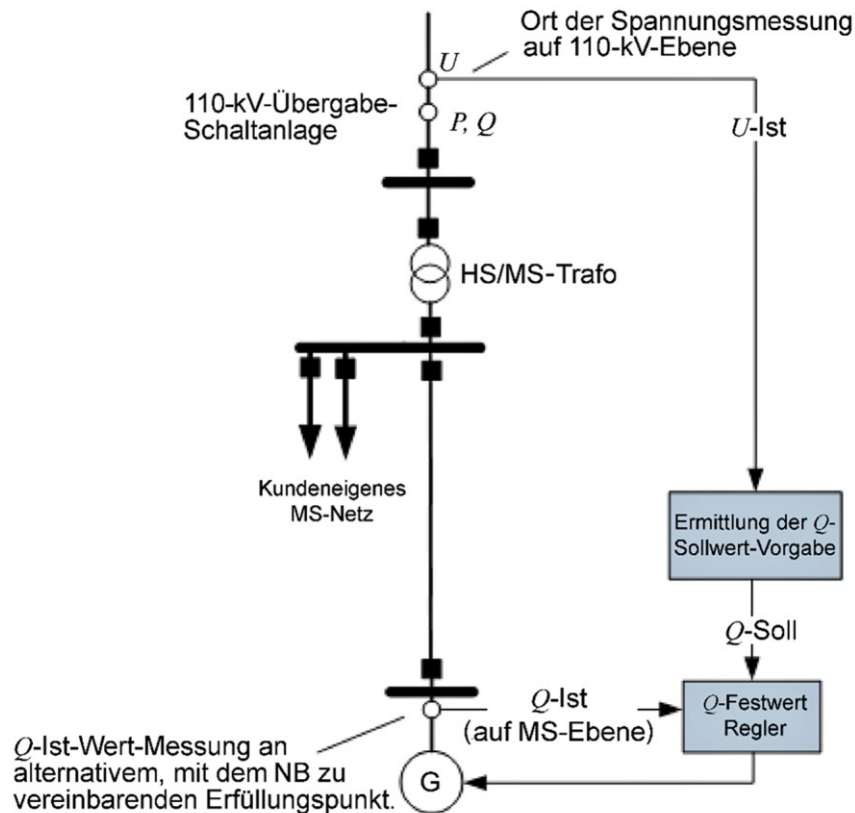 Ort der Spannungsmessung
auf 110-kV-Ebene
U
110-kV-Übergabe-
Schaltanlage
P, Q
U-Ist
HS/MS-Trafo
Kundeneigenes
MS-Netz
Ermittlung der Q-
Sollwert-Vorgabe
Q-Soll
Q-Ist
(auf MS-Ebene)
Q-Festwert
Regler
Q-Ist-Wert-Messung an
alternativem, mit dem NB zu
vereinbarenden Erfüllungspunkt.
G